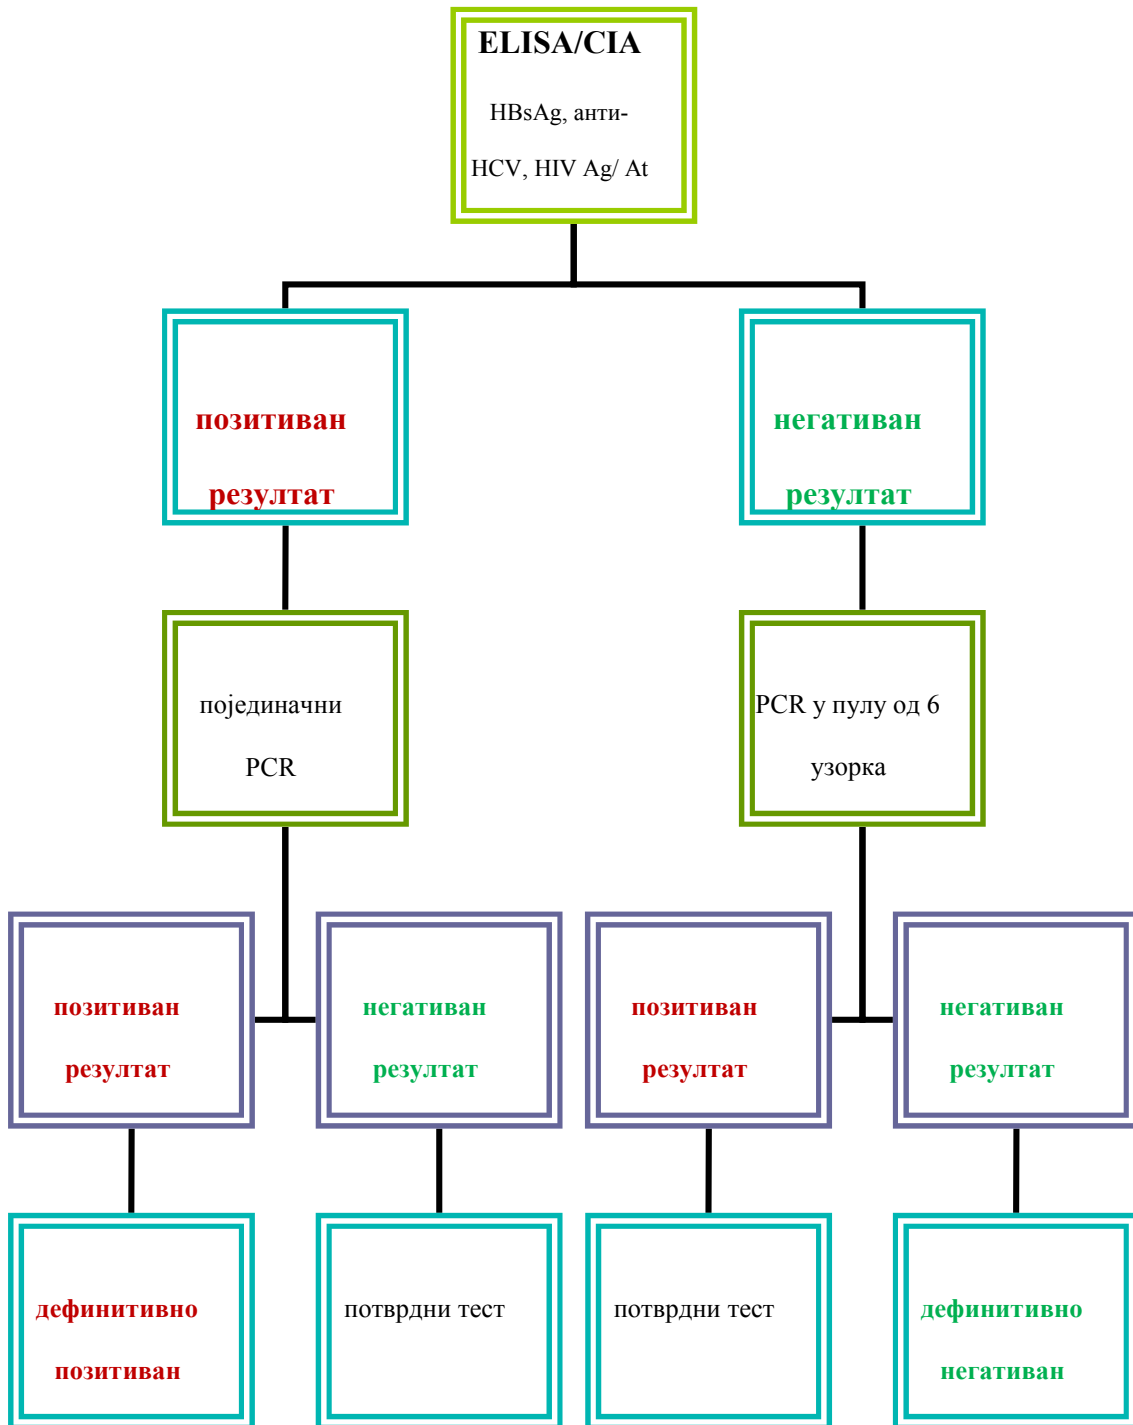 ELISA/CIA
HBsAg, анти-
HCV, HIV Ag/ At
позитиван
резултат
негативан
резултат
појединачни
PCR
PCR у пулу од 6
узорка
позитиван
резултат
негативан
резултат
позитиван
резултат
негативан
резултат
дефинитивно
позитиван
потврдни тест
потврдни тест
дефинитивно
негативан